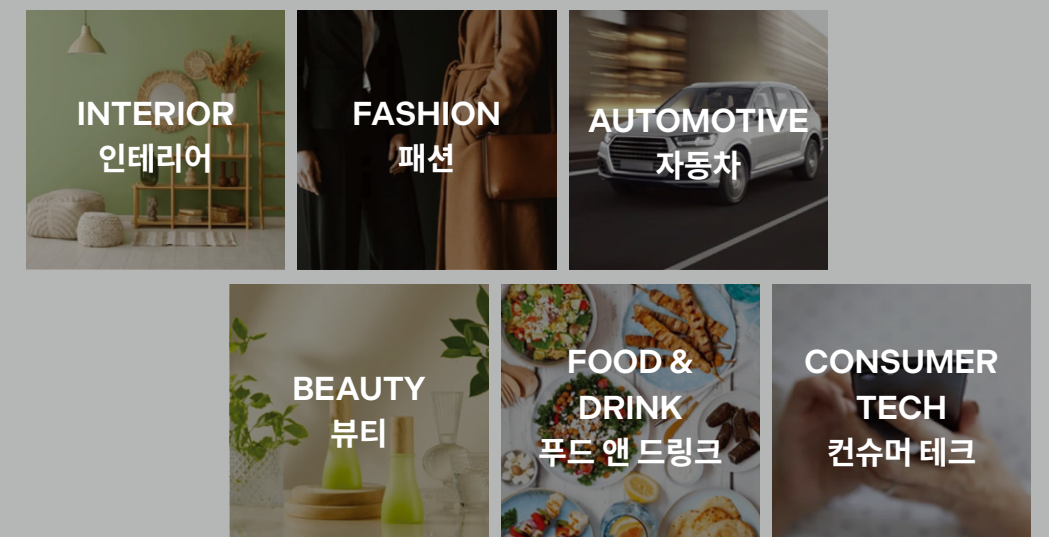 INTERIOR
인테리어
FASHION
패션
AUTOMOTIVE
자동차
BEAUTY
뷰티
FOOD &
DRINK
푸드 앤 드링크
CONSUMER
TECH
컨슈머 테크